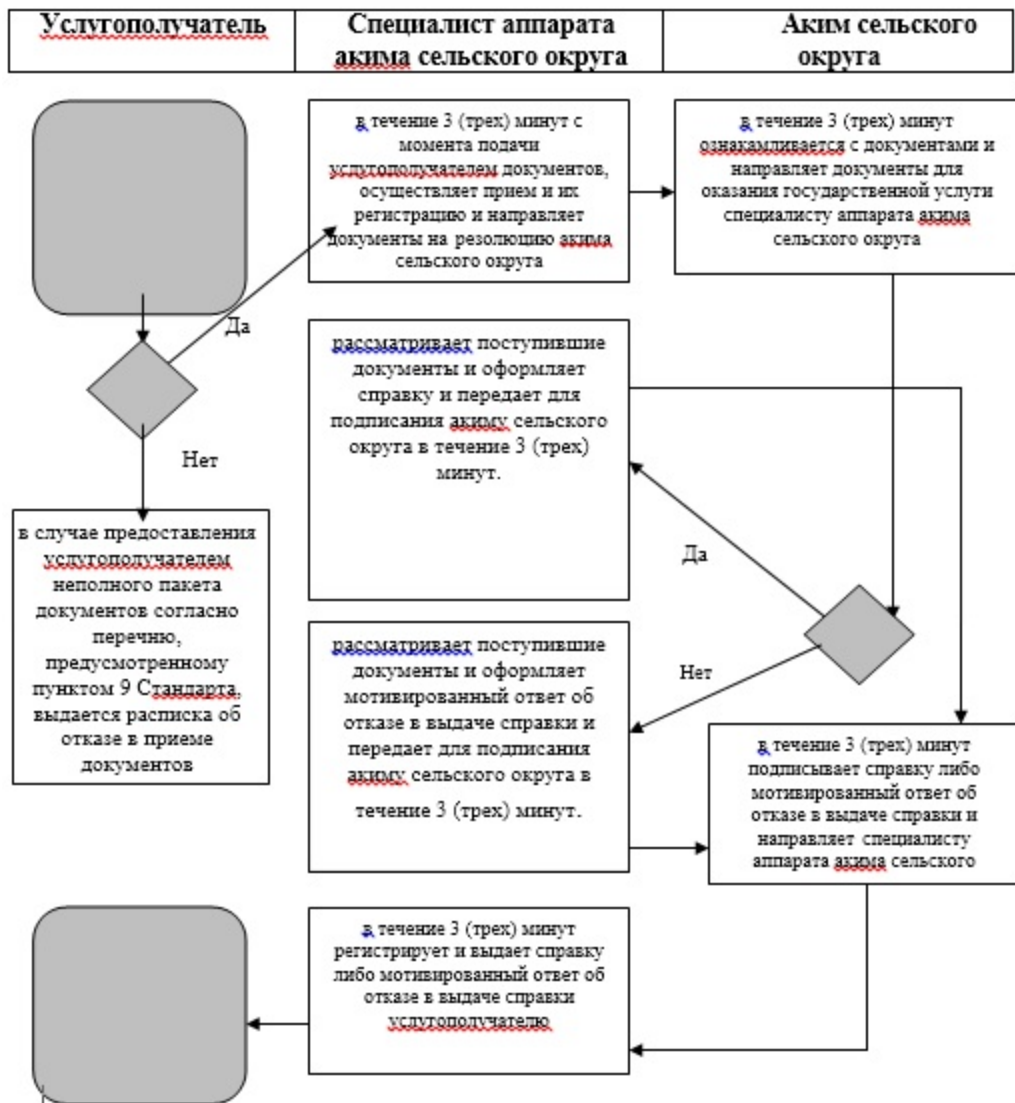 Услугополучатель
Специалист аппарата
акима сельского округа
Аким сельского
округа
в течение 3 (трех) минут с
момента подачи
услугополучателем документов,
осуществляет прием и их
регистрацию и направляет
документы на резолюцию акима
сельского округа
в течение 3 (трех) минут
ознакамливается с документами и
направляет документы для
оказания государственной услуги
специалисту аппарата акима
сельского округа
Да
рассматривает поступившие
документы и оформляет
справку и передает для
подписания акиму сельского
округа в течение 3 (трех)
минут.
Нет
в случае предоставления
услугополучателем
неполного пакета
документов согласно
перечню,
предусмотренному
пунктом 9 Стандарта,
выдается расписка об
отказе в приеме
документов
Да
Нет
рассматривает поступившие
документы и оформляет
мотивированный ответ об
отказе в выдаче справки и
передает для подписания
акиму сельского округа в
течение 3 (трех) минут.
в течение 3 (трех) минут
подписывает справку либо
мотивированный ответ об
отказе в выдаче справки и
направляет специалисту
аппарата акима сельского
в течение 3 (трех) минут
регистрирует и выдает справку
либо мотивированный ответ об
отказе в выдаче справки
услугополучателю